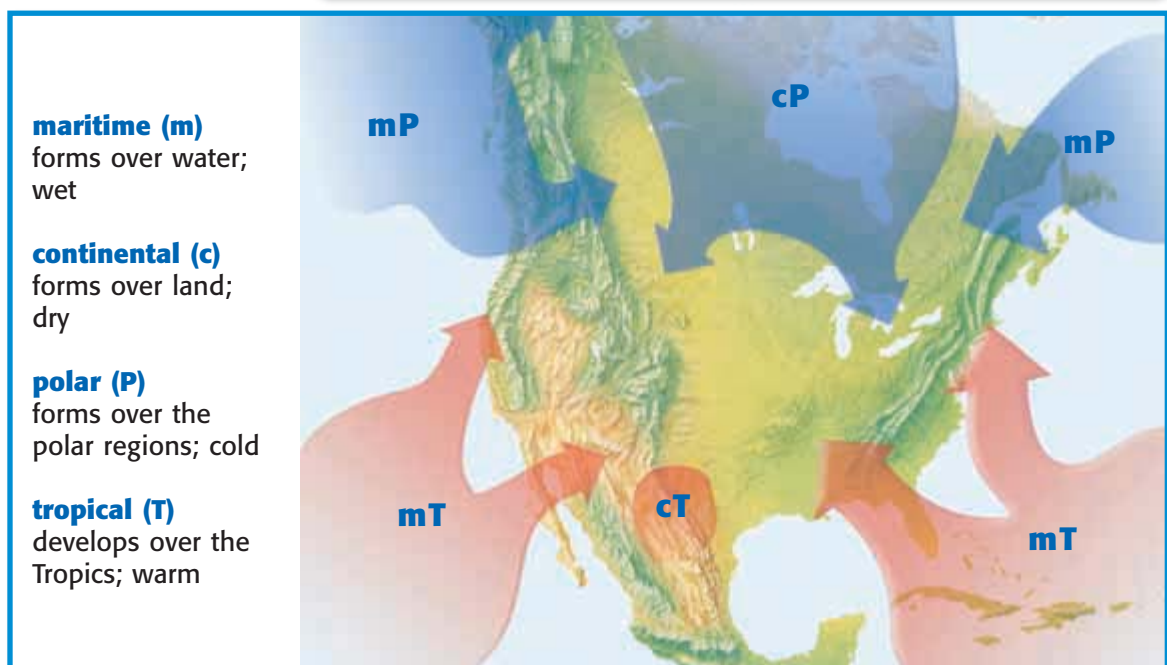 maritime (m)
forms over water;
wet
continental (c)
forms over land;
dry
polar (P)
forms over the
polar regions; cold
tropical (T)
develops over the
Tropics; warm
mP
cP
mP
mT
cT
mT